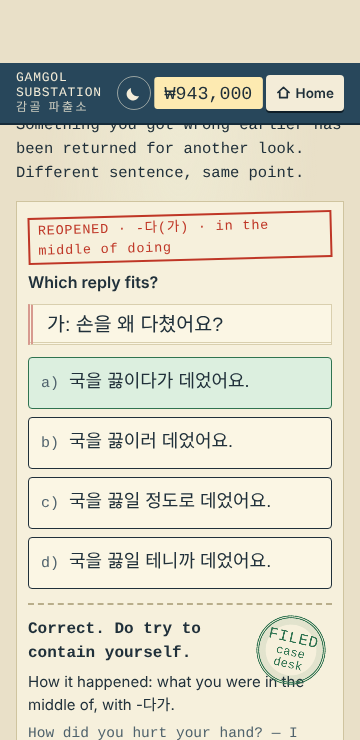 GAMGOL
SUBSTATION
감골 파출소
₩943,000
Home
Something you got wrong earlier has
been returned for another look.
Different sentence, same point.
REOPENED · -다(가) · in the
middle of doing
Which reply fits?
가: 손을 왜 다쳤어요?
a) 국을 끓이다가 데었어요.
b) 국을 끓이러 데었어요.
c) 국을 끓일 정도로 데었어요.
d) 국을 끓일 테니까 데었어요.
Correct. Do try to
contain yourself.
FILED
case
desk
How it happened: what you were in the
middle of, with -다가.
How did you hurt your hand? — I